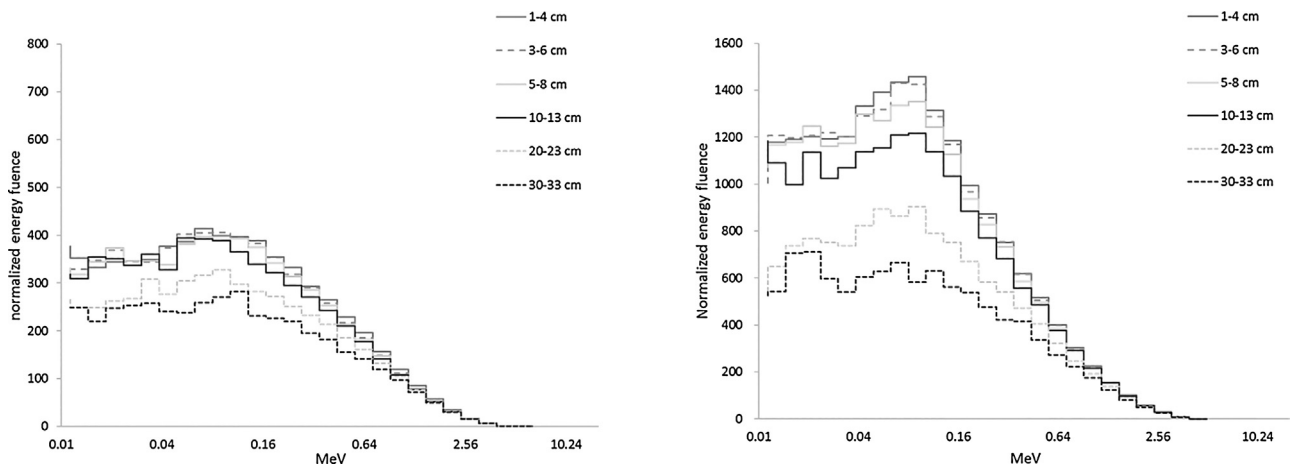 1-4 cm
3-6 cm
5-8 cm
10-13 cm
20-23 cm
30-33 cm
800
700
600
500
400
300
200
100
0
normalized energy fuence
0.01
0.04
0.16
0.64
2.56
10.24
MeV
1-4 cm
3-6 cm
5-8 cm
10-13 cm
20-23 cm
30-33 cm
1600
1400
1200
1000
800
600
400
200
0
Normalized energy fluence
0.01
0.04
0.16
0.64
2.56
10.24
MeV